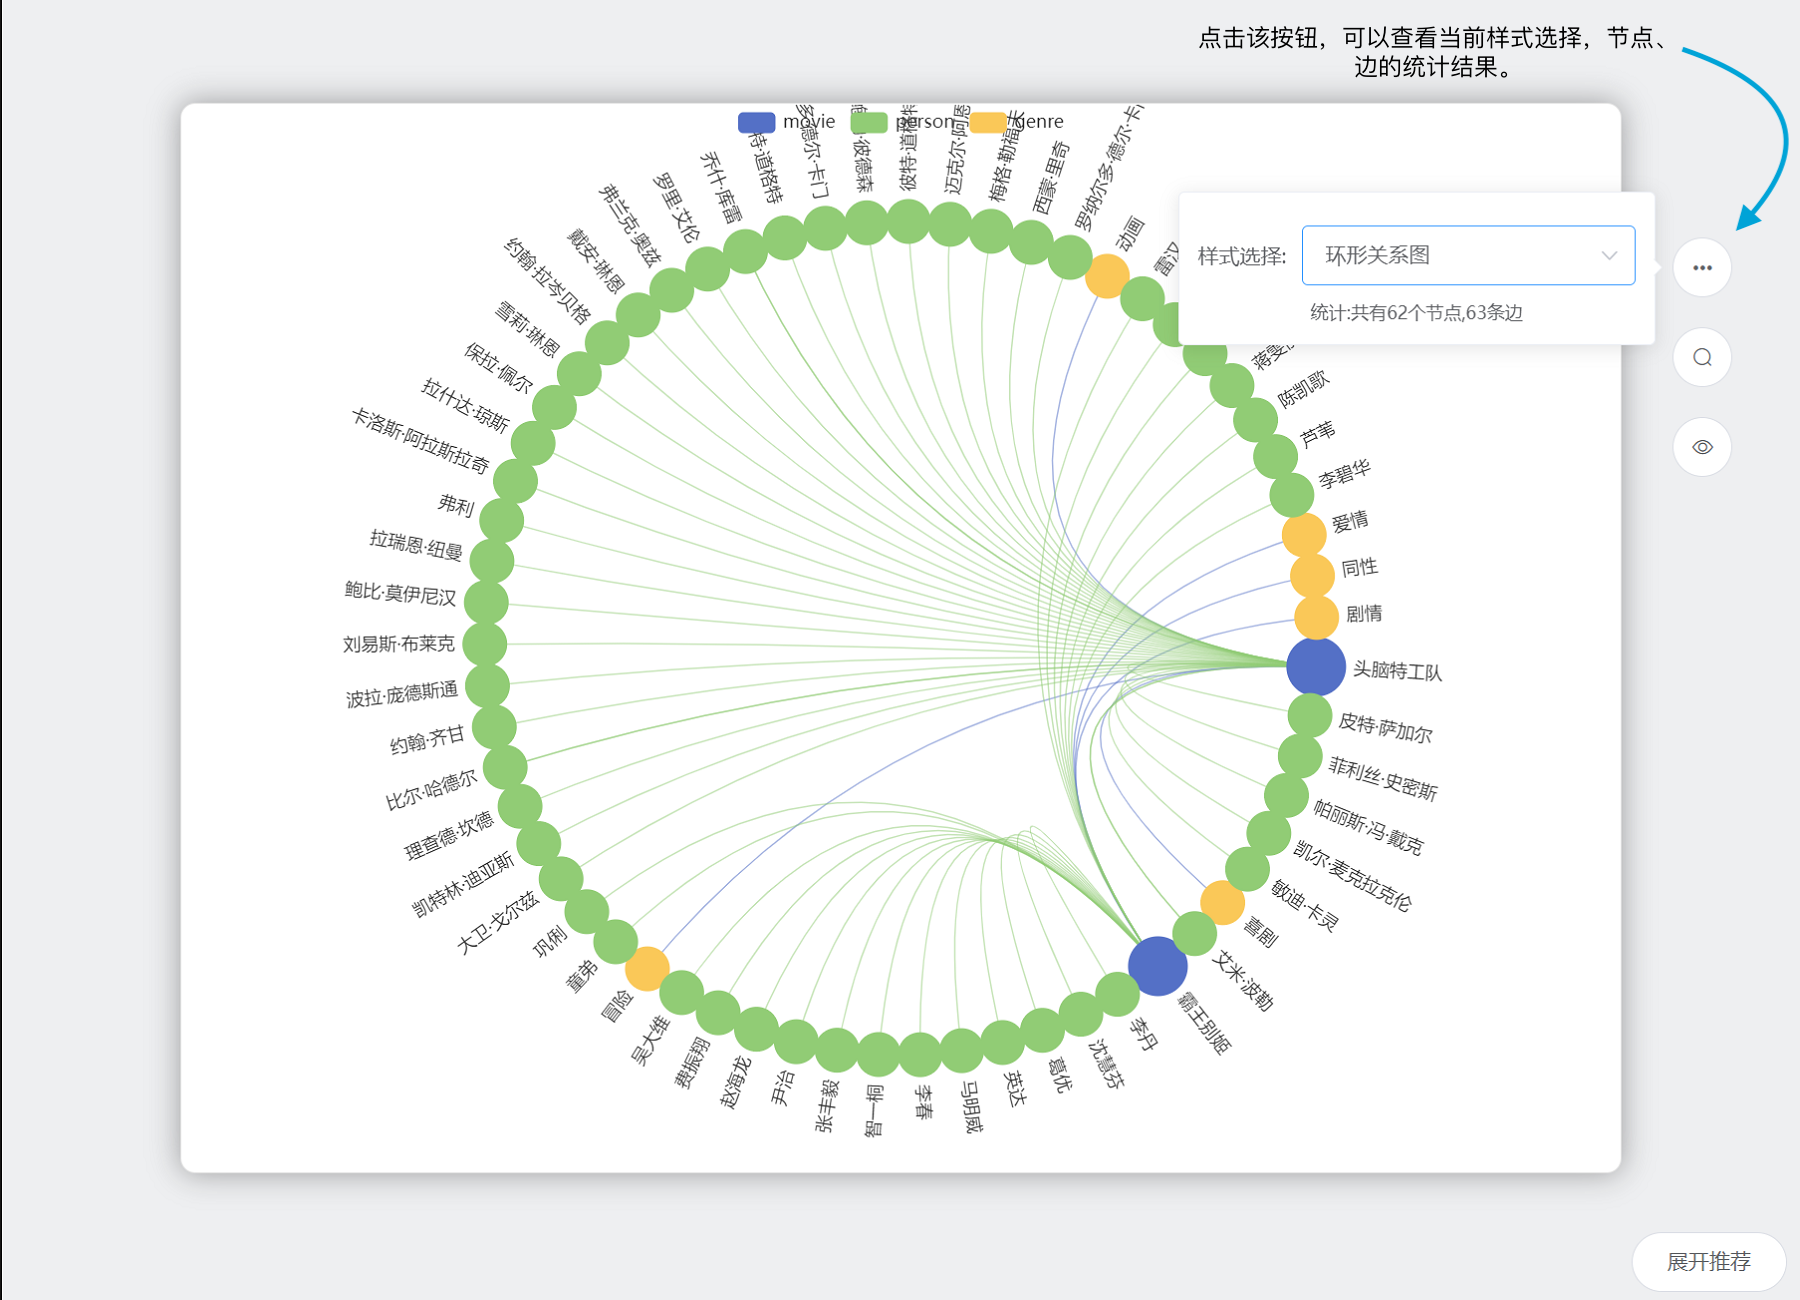 点击该按钮，可以查看当前样式选择，节点、
边的统计结果。
movie
person
genre
样式选择:
环形关系图
统计:共有62个节点,63条边
弗兰克·奥兹
罗里·艾伦
乔什·库雷
特·道格特
多·德尔·卡门
·彼德森
彼特·道格特
迈克尔·阿恩
梅格·勒福夫
西蒙·里奇
罗纳尔多·德尔·卡
动画
雷汉
蒋雯
陈凯歌
芦苇
李碧华
爱情
同性
剧情
头脑特工队
皮特·萨加尔
菲利丝·史密斯
帕丽斯·冯·戴克
凯尔·麦克拉克伦
敏迪·卡灵
喜剧
艾米·波勒
霸王别姬
李丹
沈慧芬
葛优
英达
马明威
李春
智一桐
张丰毅
尹治
赵海龙
费振翔
吴大维
冒险
童弟
巩俐
大卫·戈尔兹
凯特林·迪亚斯
理查德·坎德
比尔·哈德尔
约翰·齐甘
波拉·庞德斯通
刘易斯·布莱克
鲍比·莫伊尼汉
拉瑞恩·纽曼
弗利
卡洛斯·阿拉斯拉奇
拉什达·琼斯
保拉·佩尔
雪莉·琳恩
约翰·拉岑贝格
戴安·琳恩
展开推荐